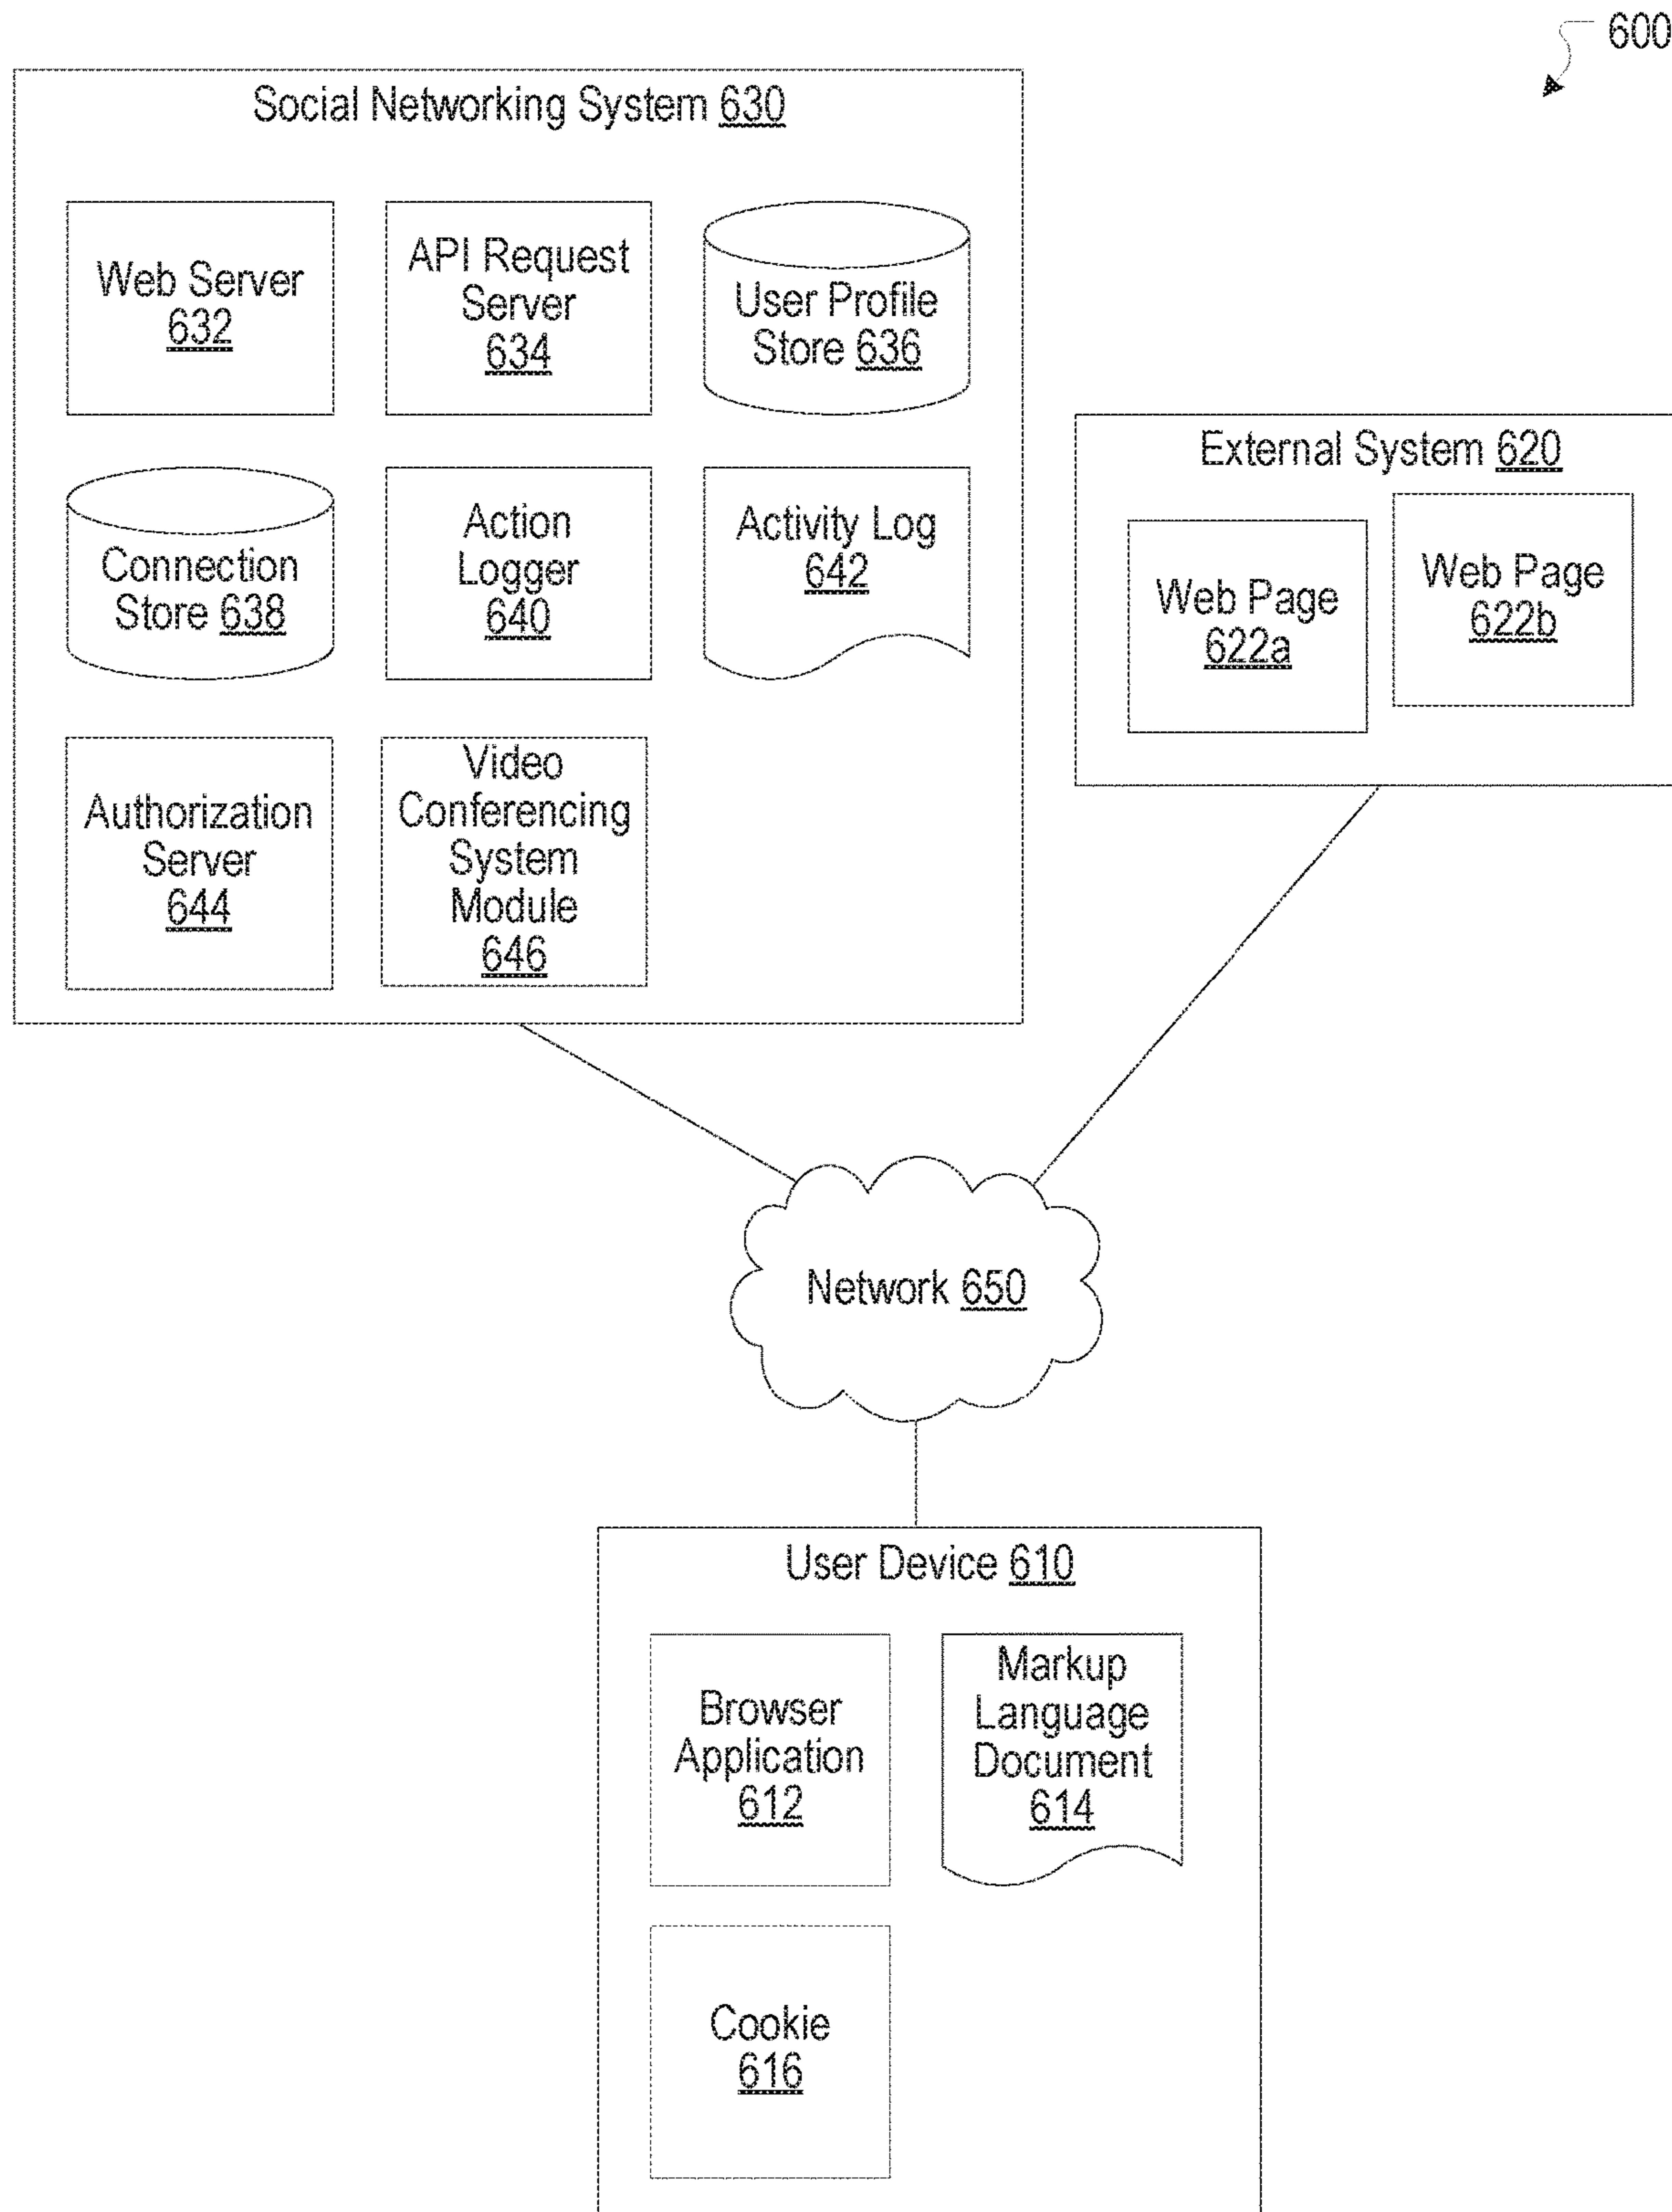 600
Social Networking System 630
Web Server
632
API Request
Server
634
User Profile
Store 636
Connection
Store 638
Action
Logger
640
Activity Log
642
Authorization
Server
644
Video
Conferencing
System
Module
646
External System 620
Web Page
622a
Web Page
622b
Network 650
User Device 610
Browser
Application
612
Markup
Language
Document
614
Cookie
616